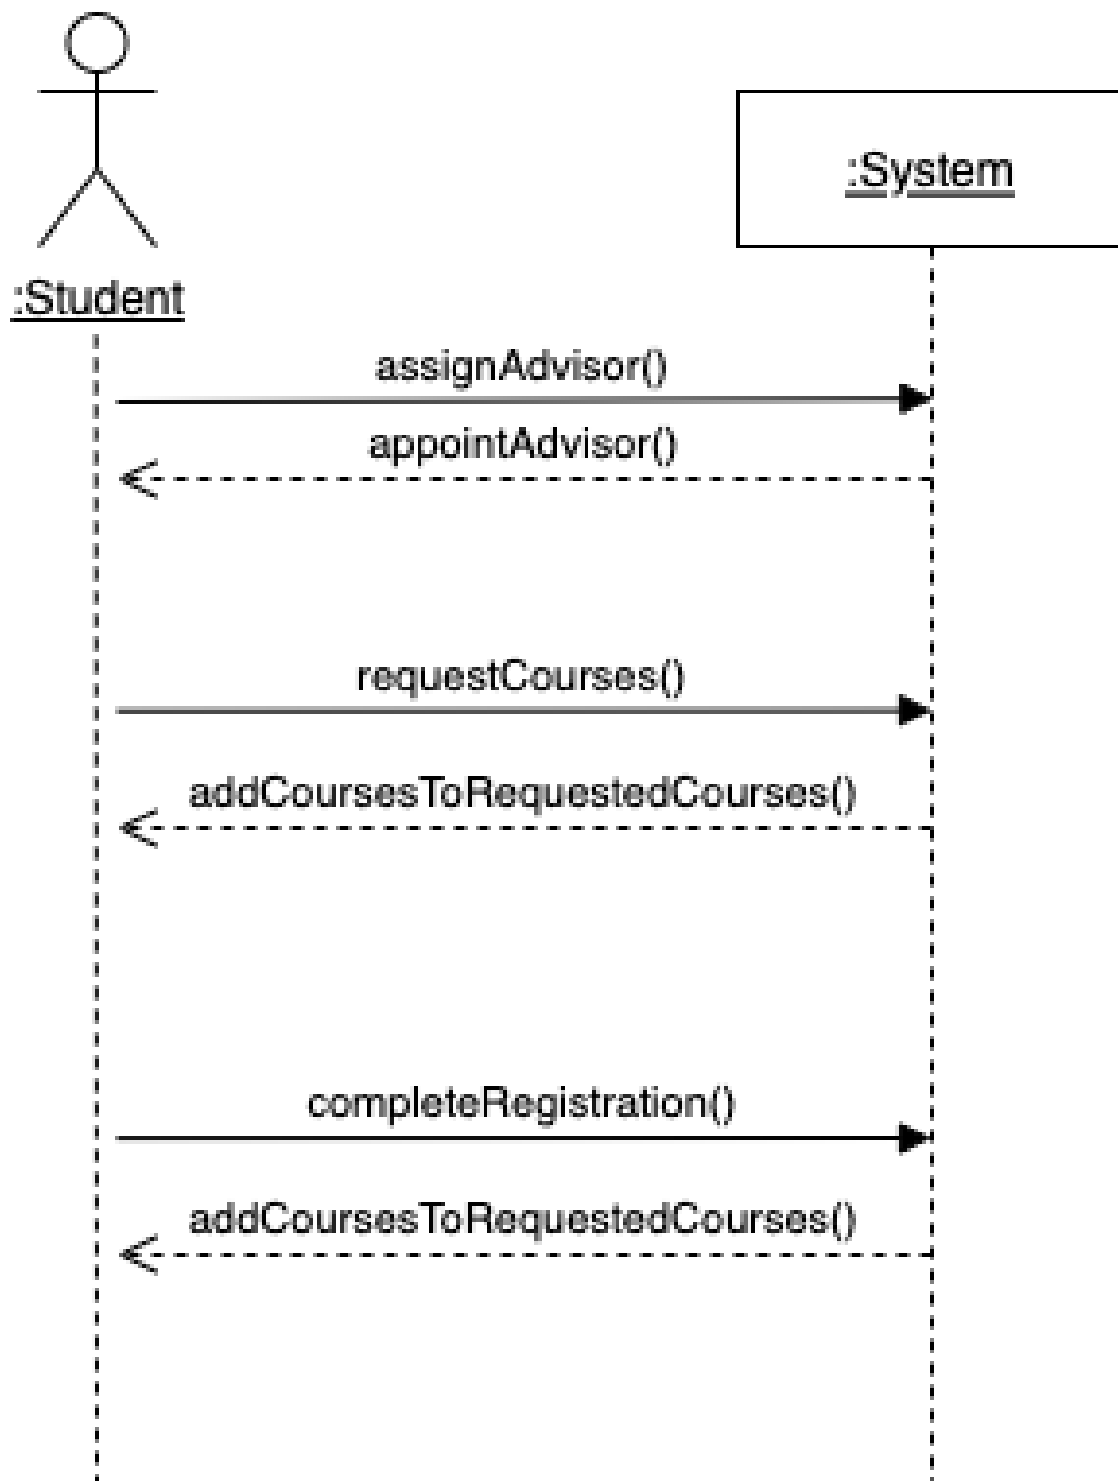 :System
:Student
assignAdvisor()
appointAdvisor()
requestCourses()
addCoursesToRequestedCourses()
completeRegistration()
addCoursesToRequestedCourses()